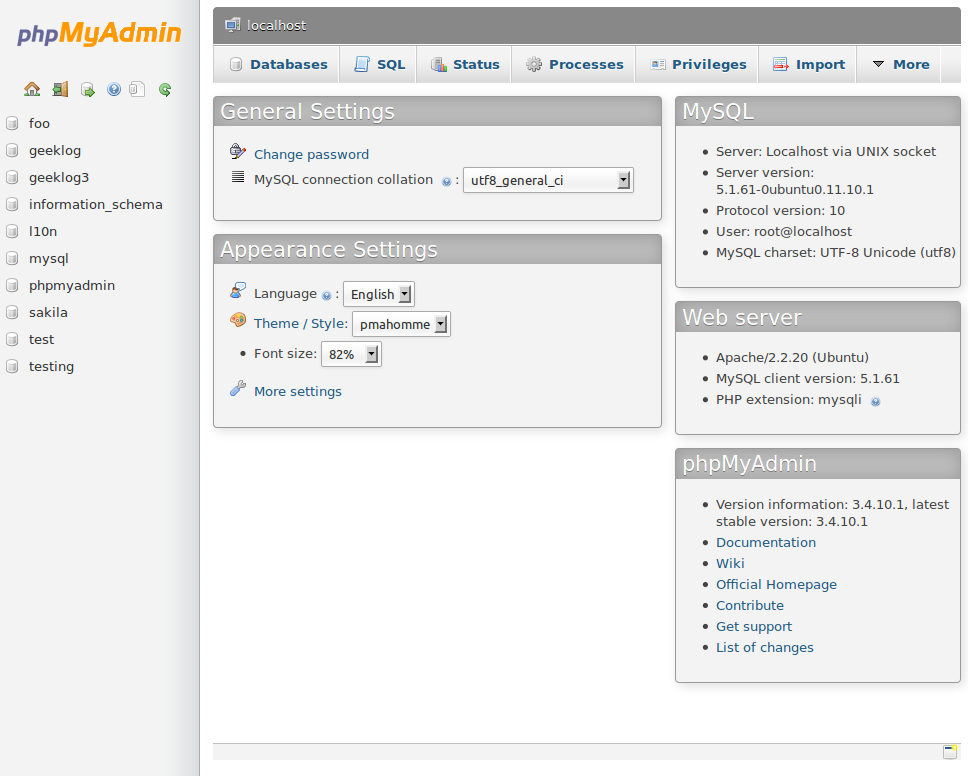 phpMyAdmin
foo
geeklog
geeklog3
information_schema
l10n
mysql
phpmyadmin
sakila
test
testing
localhost
Databases SQL Status Processes Privileges Import More
General Settings
Change password
MySQL connection collation : utf8_general_ci
Appearance Settings
Language : English
Theme / Style: pmahomme
• Font size: 82%
More settings
MySQL
• Server: Localhost via UNIX socket
• Server version:
5.1.61-0ubuntu0.11.10.1
• Protocol version: 10
• User: root@localhost
• MySQL charset: UTF-8 Unicode (utf8)
Web server
• Apache/2.2.20 (Ubuntu)
• MySQL client version: 5.1.61
• PHP extension: mysqli
phpMyAdmin
• Version information: 3.4.10.1, latest
stable version: 3.4.10.1
• Documentation
• Wiki
• Official Homepage
• Contribute
• Get support
• List of changes